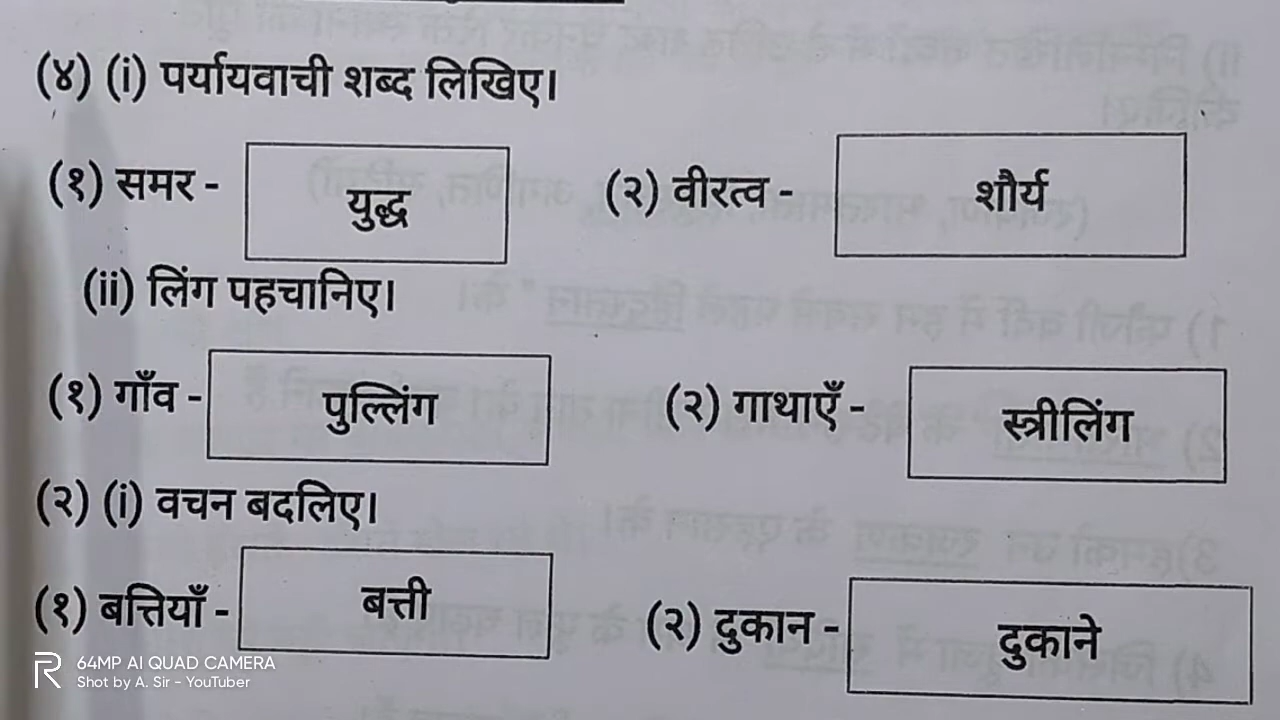 (४) (i) पर्यायवाची शब्द लिखिए।
(१) समर - युद्ध (२) वीरत्व - शौर्य
(ii) लिंग पहचानिए।
(१) गाँव - पुल्लिंग (२) गाथाएँ - स्त्रीलिंग
(२) (i) वचन बदलिए।
(१) बत्तियाँ - बत्ती (२) दुकान - दुकाने
64MP AI QUAD CAMERA
Shot by A. Sir - YouTuber